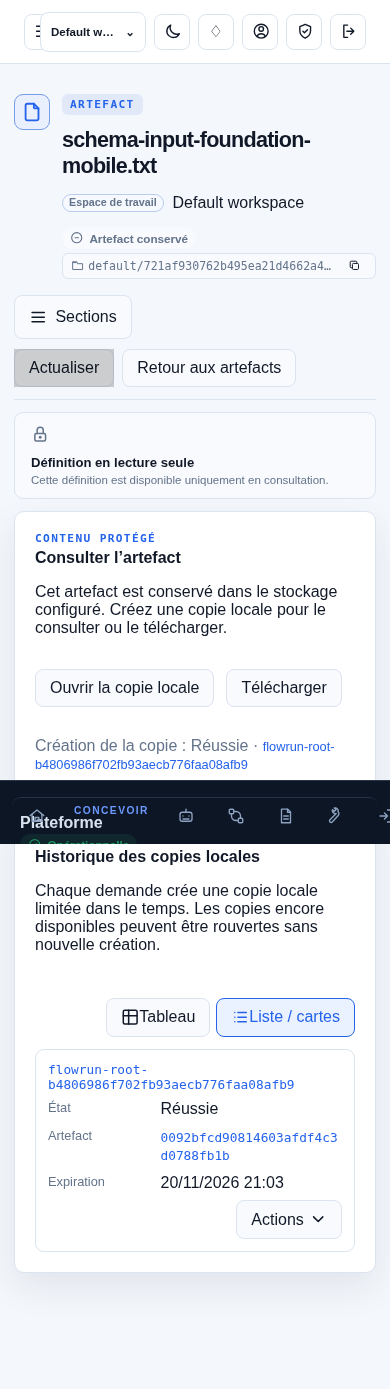 Default w…
ARTEFACT
schema-input-foundation-
mobile.txt
Espace de travail Default workspace
Artefact conservé
default/721af930762b495ea21d4662a4…
Sections
Actualiser Retour aux artefacts
Définition en lecture seule
Cette définition est disponible uniquement en consultation.
CONTENU PROTÉGÉ
Consulter l’artefact
Cet artefact est conservé dans le stockage
configuré. Créez une copie locale pour le
consulter ou le télécharger.
Ouvrir la copie locale Télécharger
Création de la copie : Réussie · flowrun-root-
b4806986f702fb93aecb776faa08afb9
CONCEVOIR
Plateforme
Opérationnelle
Historique des copies locales
Chaque demande crée une copie locale
limitée dans le temps. Les copies encore
disponibles peuvent être rouvertes sans
nouvelle création.
Tableau Liste / cartes
flowrun-root-
b4806986f702fb93aecb776faa08afb9
État Réussie
Artefact 0092bfcd90814603afdf4c3
d0788fb1b
Expiration 20/11/2026 21:03
Actions